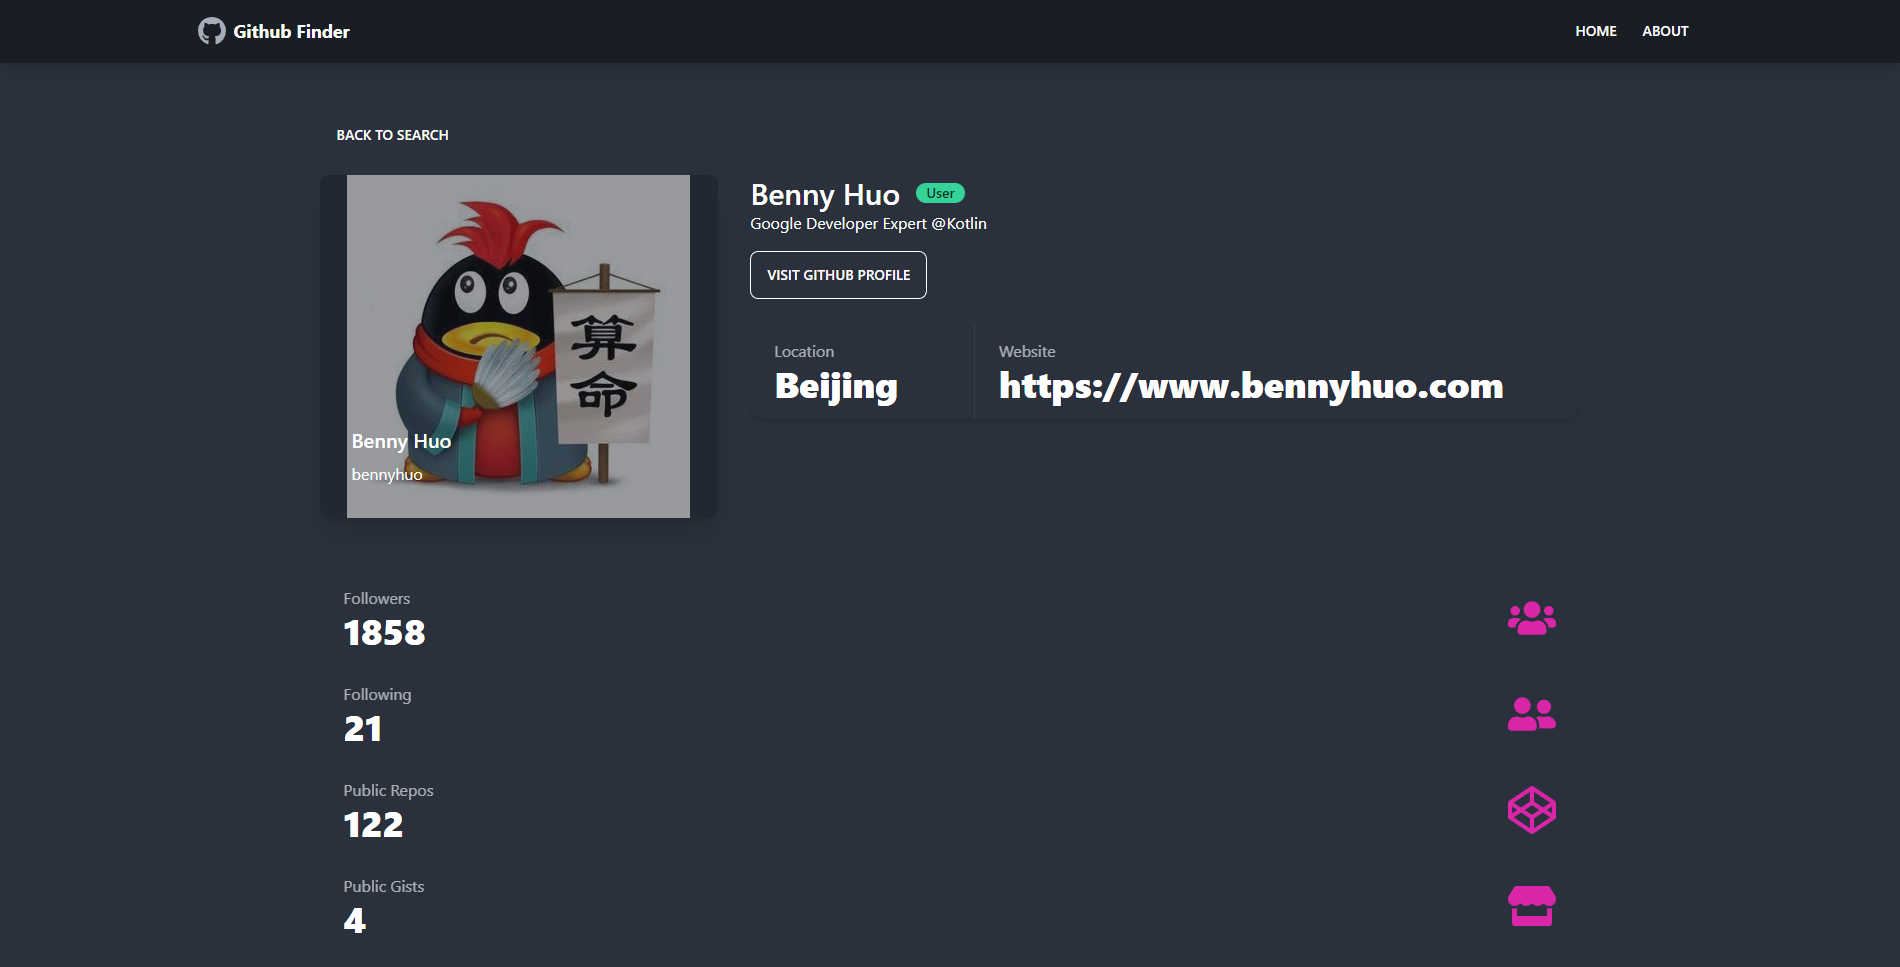 Github Finder
HOME
ABOUT
BACK TO SEARCH
算
命
Benny Huo
bennyhuo
Benny Huo
User
Google Developer Expert @Kotlin
VISIT GITHUB PROFILE
Location
Beijing
Website
https://www.bennyhuo.com
Followers
1858
Following
21
Public Repos
122
Public Gists
4